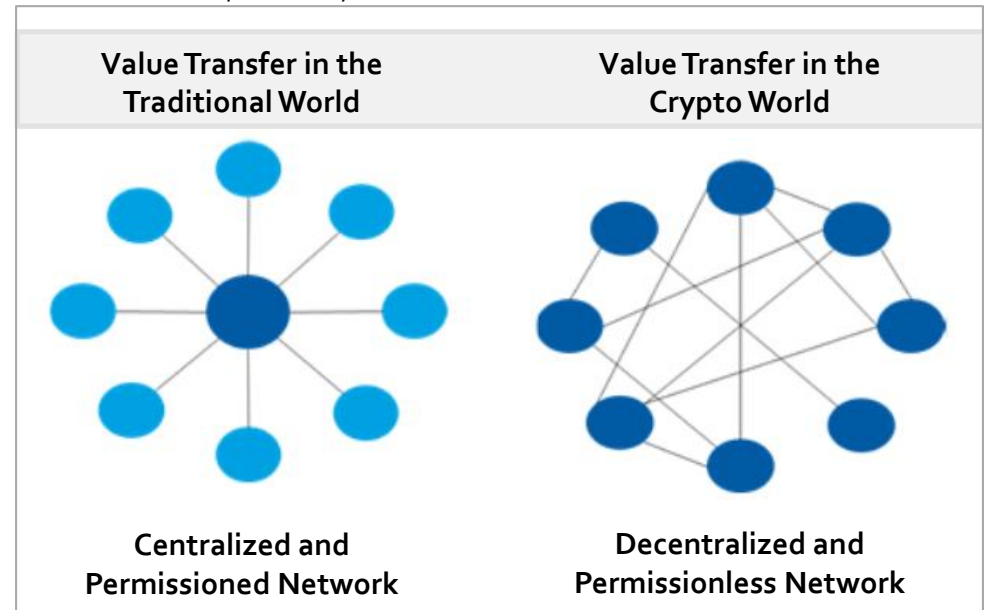 Value Transfer in the
Traditional World
Value Transfer in the
Crypto World
Centralized and
Permissioned Network
Decentralized and
Permissionless Network